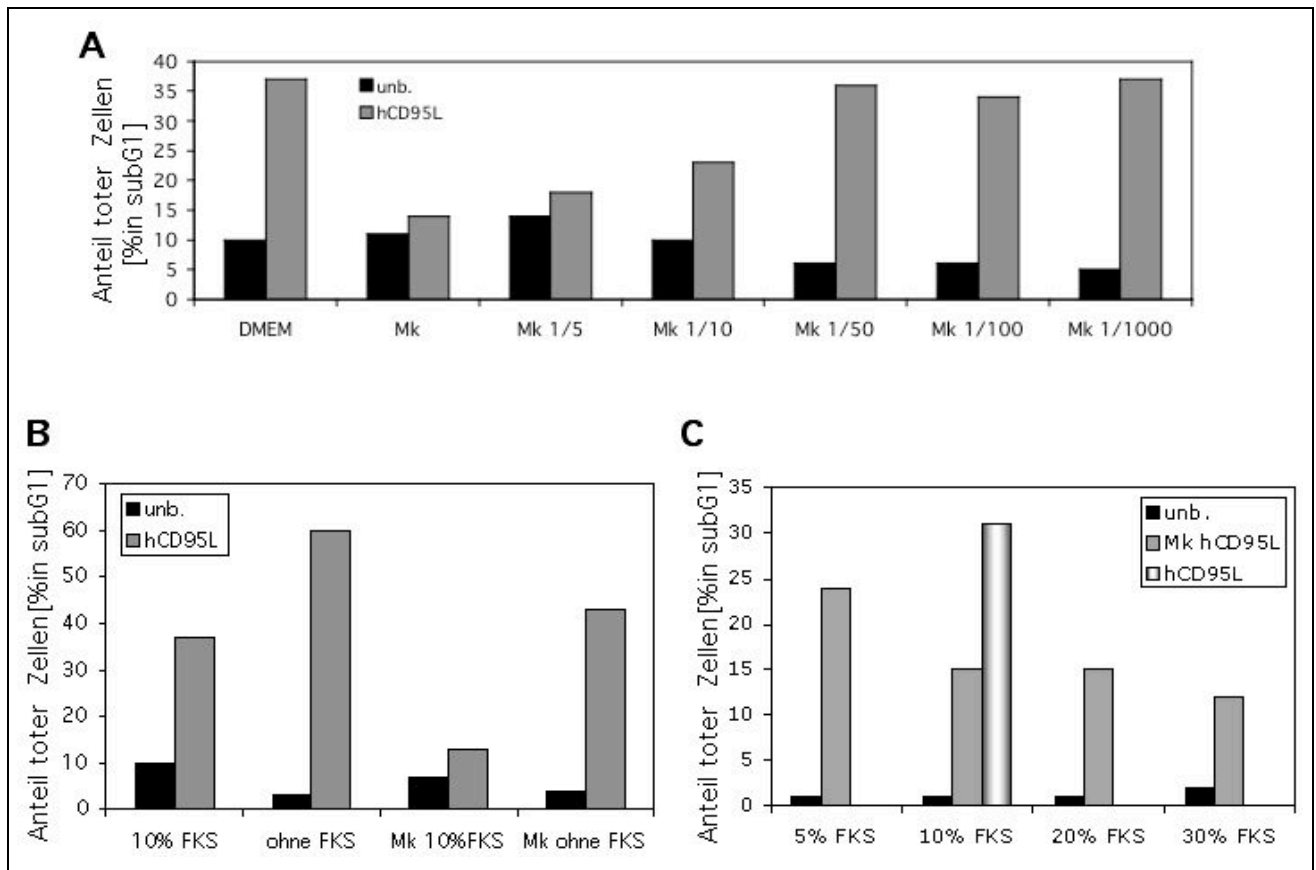 A
Anteil toter Zellen
[%in subG1]
40
35
30
25
20
15
10
5
0
unb.
hCD95L
DMEM Mk Mk 1/5 Mk 1/10 Mk 1/50 Mk 1/100 Mk 1/1000
B
Anteil toter Zellen[%in subG1]
70
60
50
40
30
20
10
0
unb.
hCD95L
10% FKS ohne FKS Mk 10%FKS Mk ohne FKS
C
Anteil toter Zellen[%in subG1]
35
30
25
20
15
10
5
0
unb.
Mk hCD95L
hCD95L
5% FKS 10% FKS 20% FKS 30% FKS